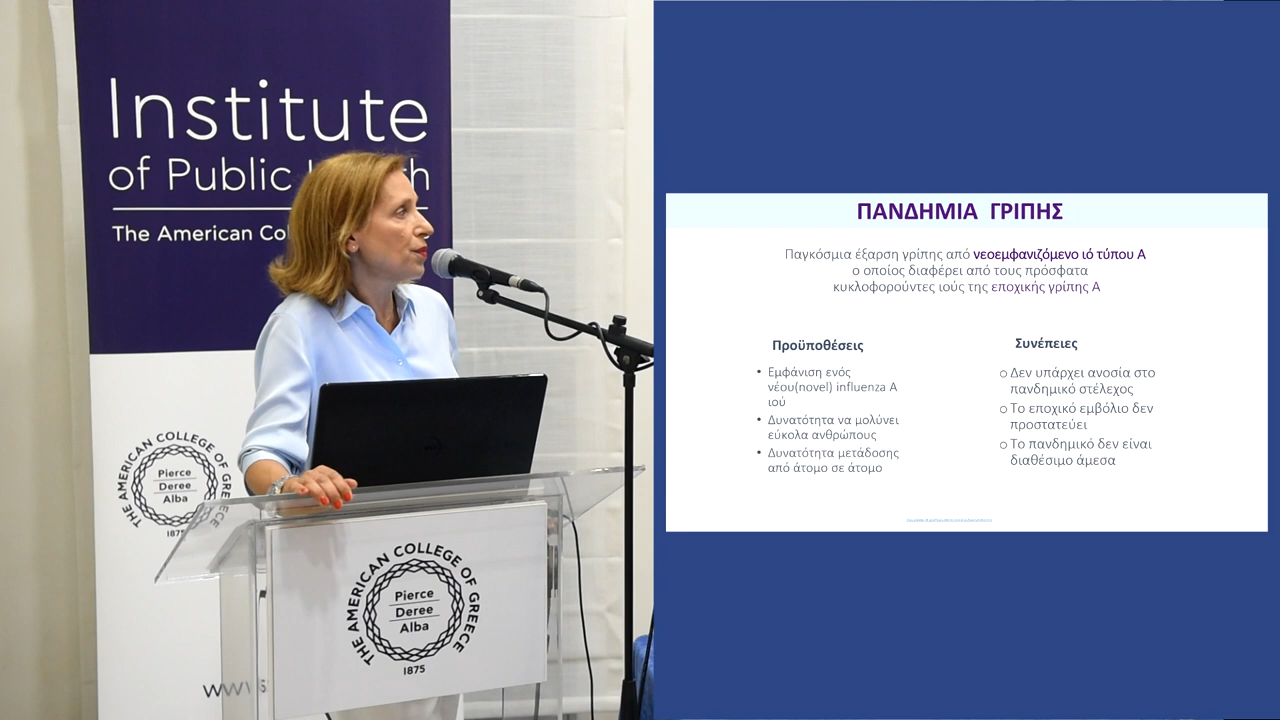 Institute
of Public
The American
THE AMERICAN COLLEGE OF GREECE
Pierce
Deree
Alba
1875
THE AMERICAN COLLEGE OF GREECE
Pierce
Deree
Alba
1875
ΠΑΝΔΗΜΙΑ ΓΡΙΠΗΣ
Παγκόσμια έξαρση γρίπης από νεοεμφανιζόμενο ιό τύπου Α
ο οποίος διαφέρει από τους πρόσφατα
κυκλοφορούντες ιούς της εποχικής γρίπης Α
Προϋποθέσεις
• Εμφάνιση ενός
νέου(novel) influenza A
ιού
• Δυνατότητα να μολύνει
εύκολα ανθρώπους
• Δυνατότητα μετάδοσης
από άτομο σε άτομο
Συνέπειες
○ Δεν υπάρχει ανοσία στο
πανδημικό στέλεχος
○ Το εποχικό εμβόλιο δεν
προστατεύει
○ Το πανδημικό δεν είναι
διαθέσιμο άμεσα